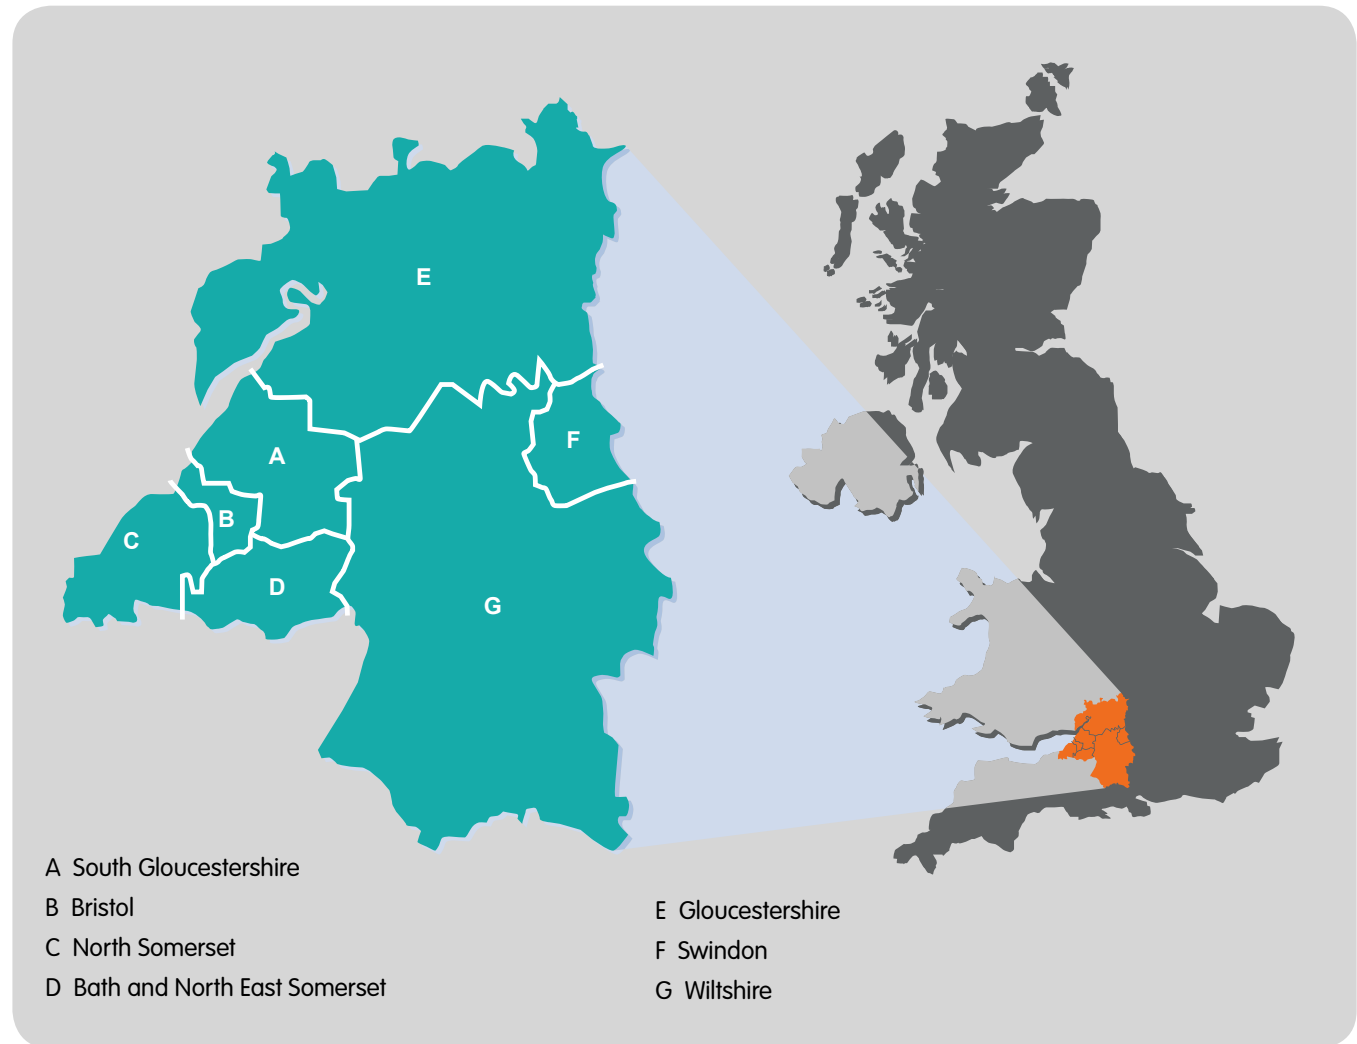 E
A
F
B
C
D
G
A South Gloucestershire
B Bristol
C North Somerset
D Bath and North East Somerset
E Gloucestershire
F Swindon
G Wiltshire